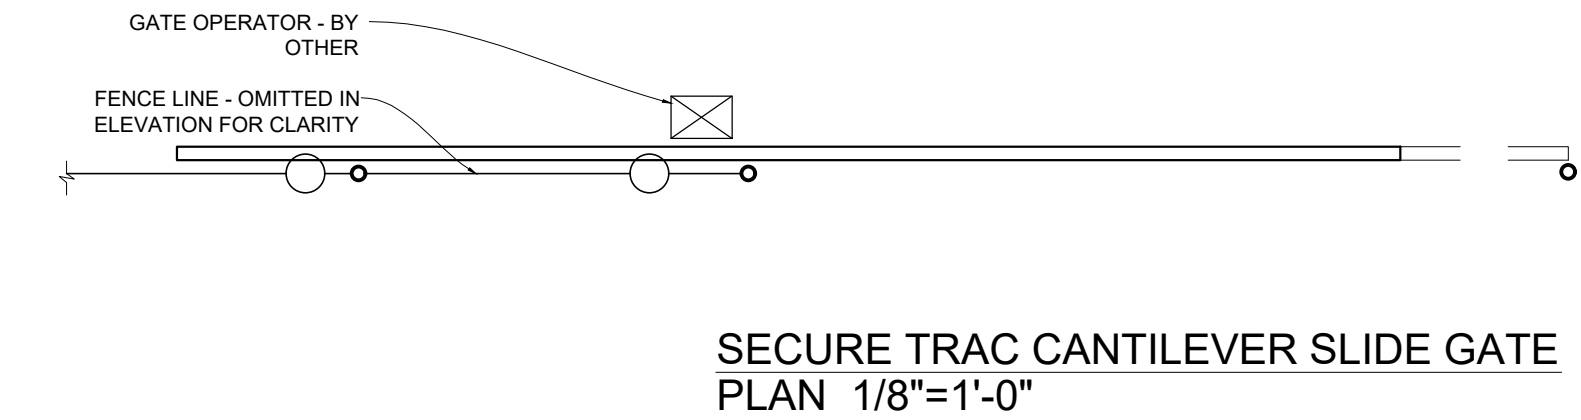 GATE OPERATOR - BY
OTHER
FENCE LINE - OMITTED IN
ELEVATION FOR CLARITY
SECURE TRAC CANTILEVER SLIDE GATE
PLAN 1/8"=1'-0"